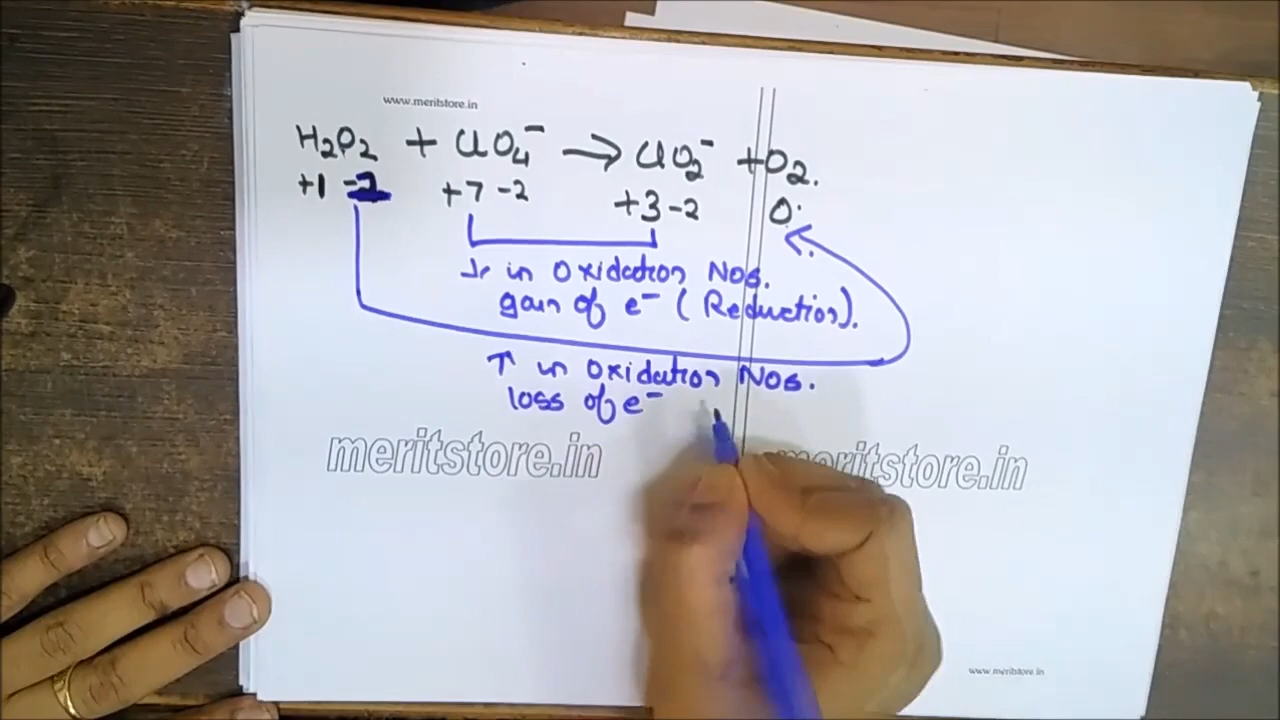 www.meritstore.in
H₂O₂ + ClO₄⁻ → ClO₂⁻ + O₂.
+1 +7 -2 +3 -2 0
↓ in Oxidation Nos.
gain of e⁻ (Reduction).
↑ in Oxidation Nos.
loss of e⁻
meritstore.in meritstore.in
www.meritstore.in